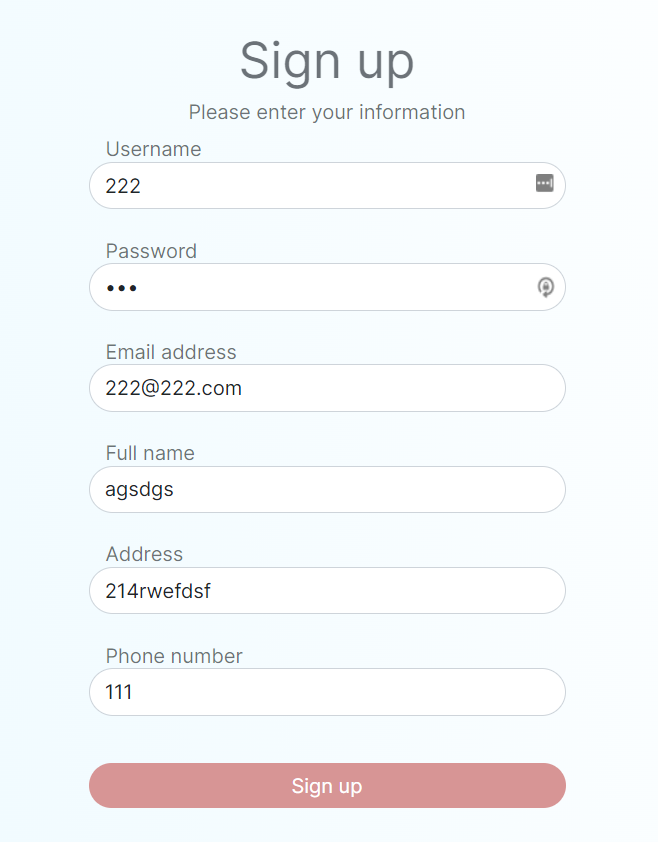 Sign up
Please enter your information
Username
222
Password
•••
Email address
222@222.com
Full name
agsdgs
Address
214rwefdsf
Phone number
111
Sign up